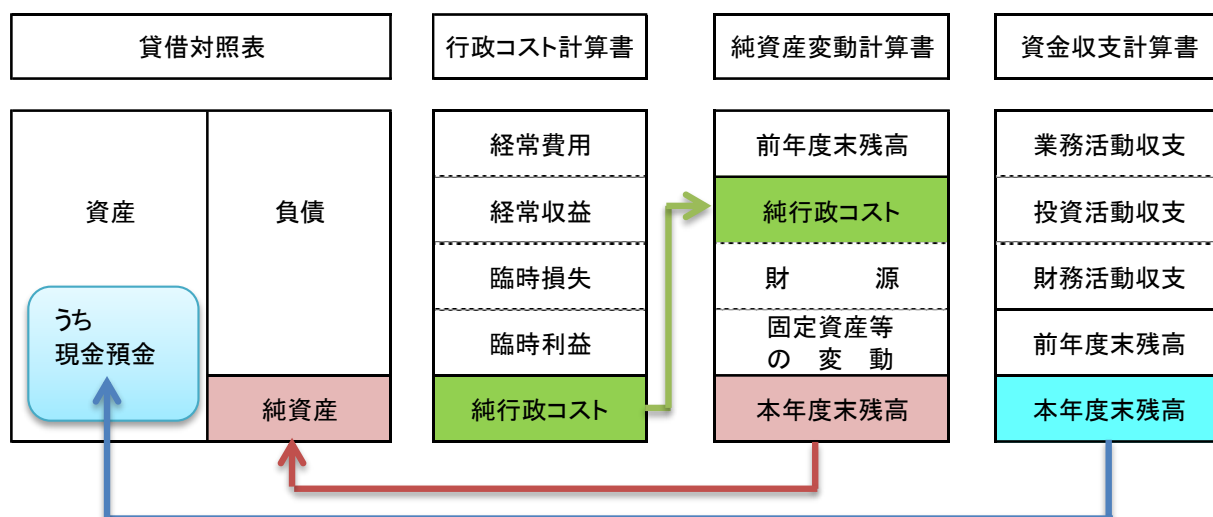 貸借対照表
行政コスト計算書
純資産変動計算書
資金収支計算書
資産
負債
うち
現金預金
純資産
経常費用
経常収益
臨時損失
臨時利益
純行政コスト
前年度末残高
純行政コスト
財　　　源
固定資産等
の　変　動
本年度末残高
業務活動収支
投資活動収支
財務活動収支
前年度末残高
本年度末残高